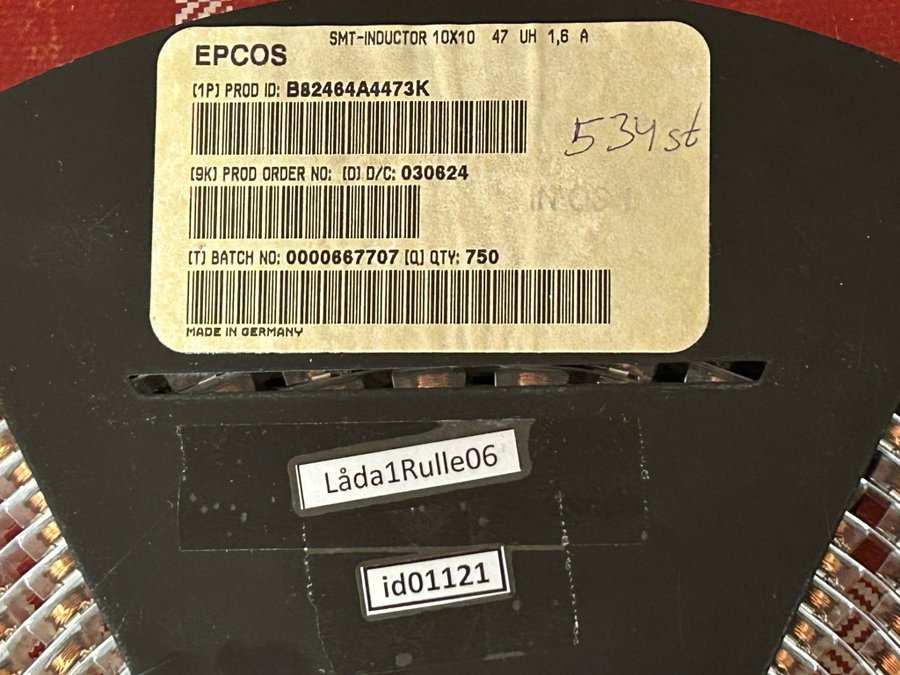 SMT-INDUCTOR 10X10 47 UH 1,6 A
EPCOS
[1P] PROD ID: B82464A4473K
534 st
[9K] PROD ORDER NO: [D] D/C: 030624
[T] BATCH NO: 0000667707 [Q] QTY: 750
MADE IN GERMANY
Låda1Rulle06
id01121